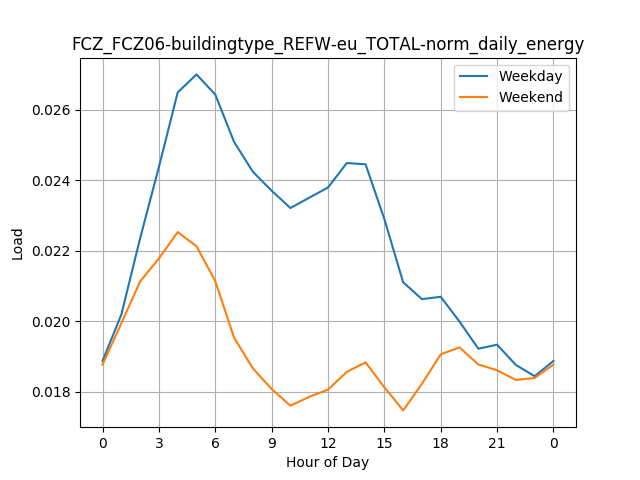 FCZ_FCZ06-buildingtype_REFW-eu_TOTAL-norm_daily_energy
Weekday
Weekend
0.026
0.024
0.022
0.020
0.018
Load
0 3 6 9 12 15 18 21 0
Hour of Day